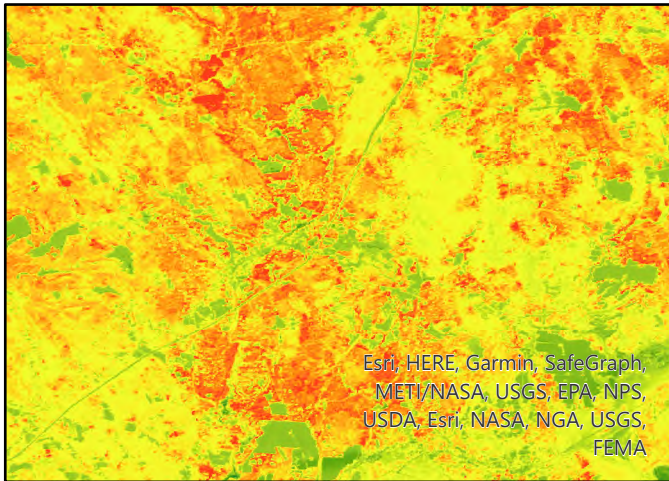 Esri, HERE, Garmin, SafeGraph,
METI/NASA, USGS, EPA, NPS,
USDA, Esri, NASA, NGA, USGS,
FEMA